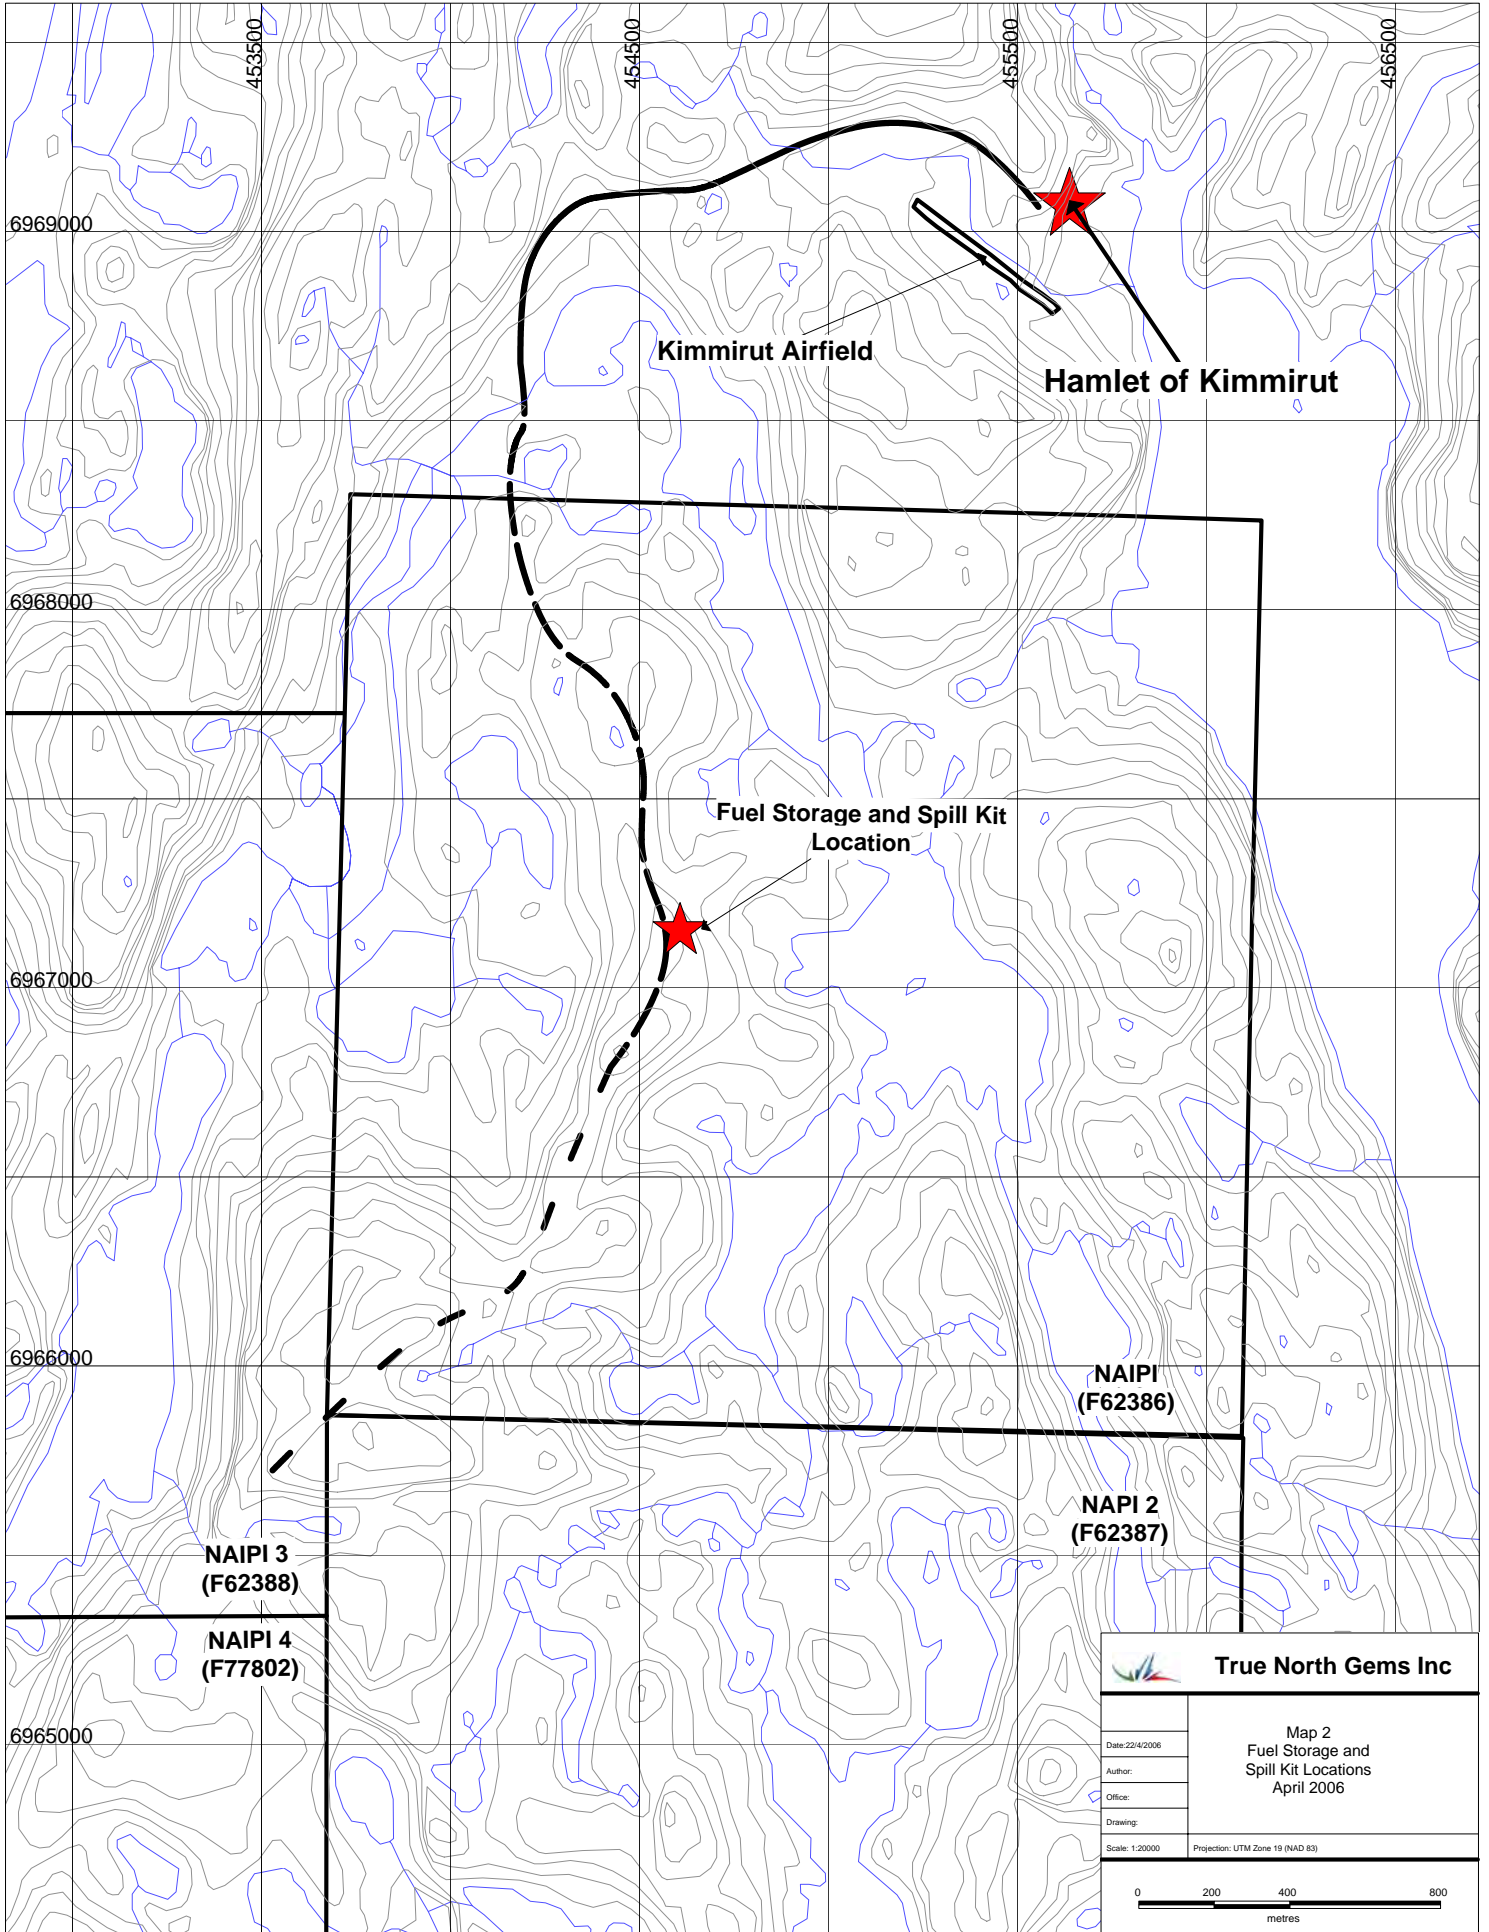 453500
454500
455500
456500
6969000
Kimmirut Airfield
Hamlet of Kimmirut
6968000
Fuel Storage and Spill Kit
Location
6967000
6966000
NAIPI
(F62386)
NAPI 2
(F62387)
NAIPI 3
(F62388)
NAIPI 4
(F77802)
6965000
True North Gems Inc
Map 2
Fuel Storage and
Spill Kit Locations
April 2006
Date:22/4/2006
Author:
Office:
Drawing:
Scale: 1:20000
Projection: UTM Zone 19 (NAD 83)
0 200 400 800
metres